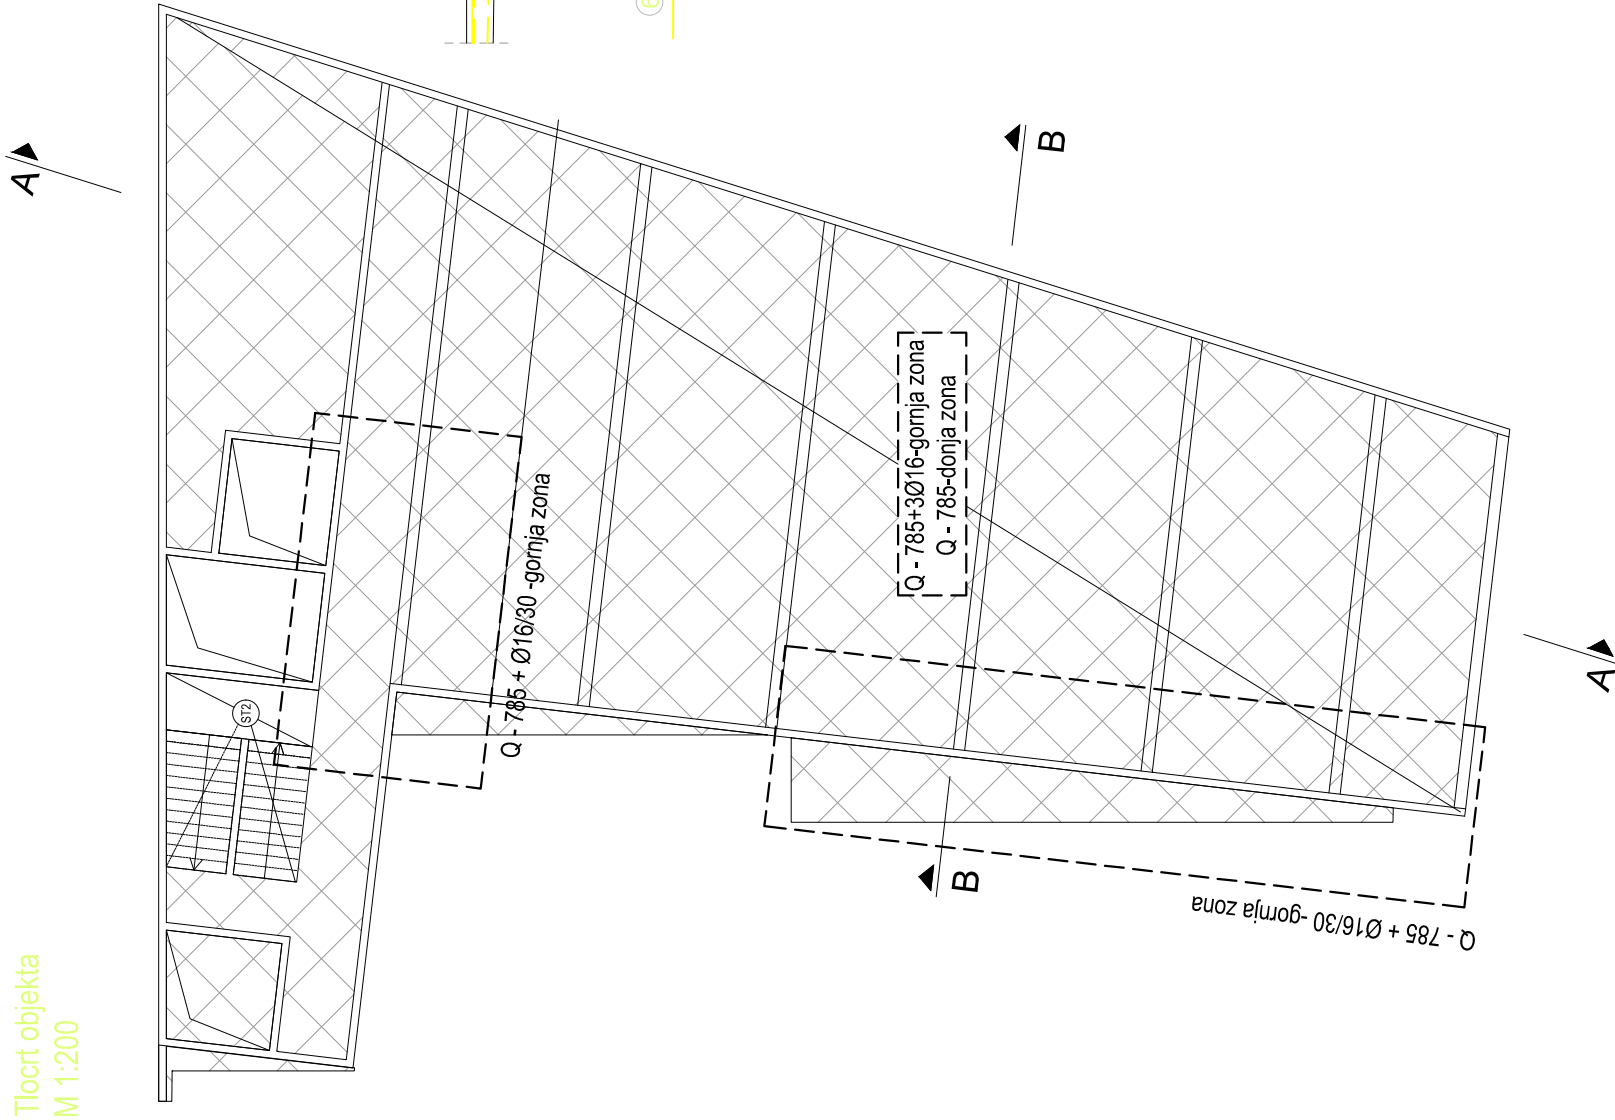 A
6
B
Q - 785+3Ø16-gornja zona
Q - 785-donja zona
Q - 785 + Ø16/30 -gornja zona
ST2
B
Q - 785 + Ø16/30 -gornja zona
A
Tlocrt objekta
M 1:200